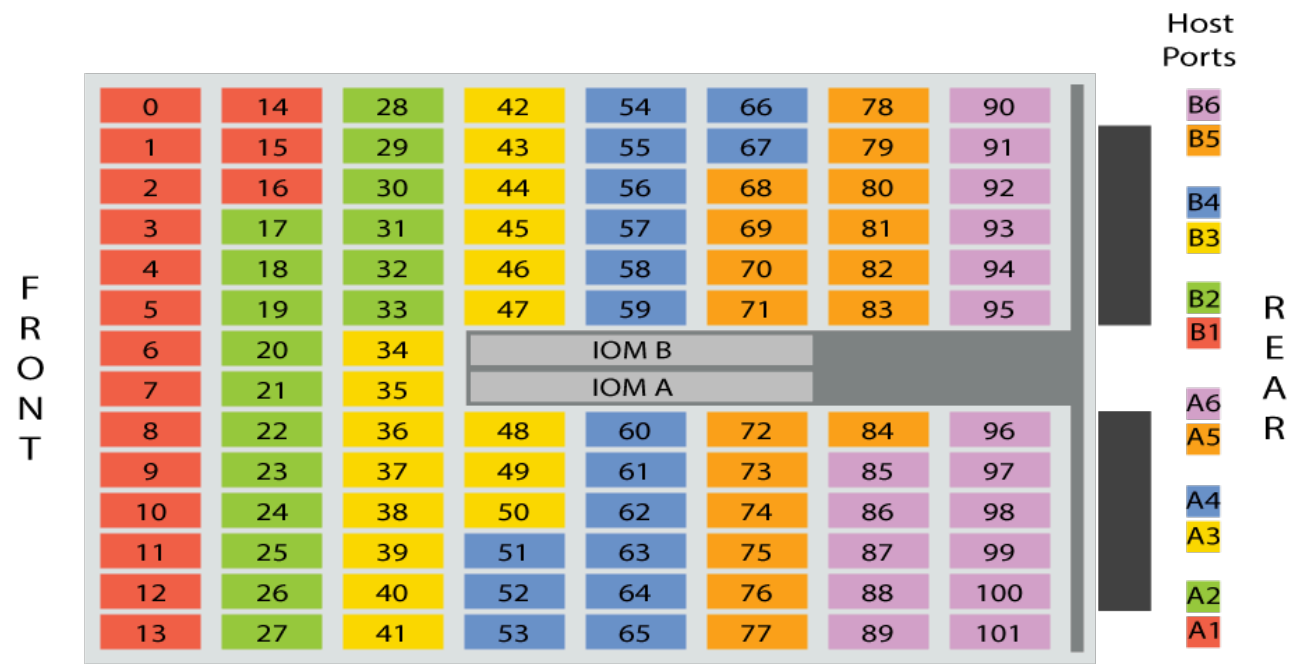 Host
Ports
0 14 28 42 54 66 78 90 B6
1 15 29 43 55 67 79 91 B5
2 16 30 44 56 68 80 92 B4
3 17 31 45 57 69 81 93 B3
4 18 32 46 58 70 82 94
5 19 33 47 59 71 83 95 B2
6 20 34 IOM B B1
7 21 35 IOM A A6
8 22 36 48 60 72 84 96 A5
9 23 37 49 61 73 85 97
10 24 38 50 62 74 86 98 A4
11 25 39 51 63 75 87 99 A3
12 26 40 52 64 76 88 100 A2
13 27 41 53 65 77 89 101 A1
FRONT
REAR